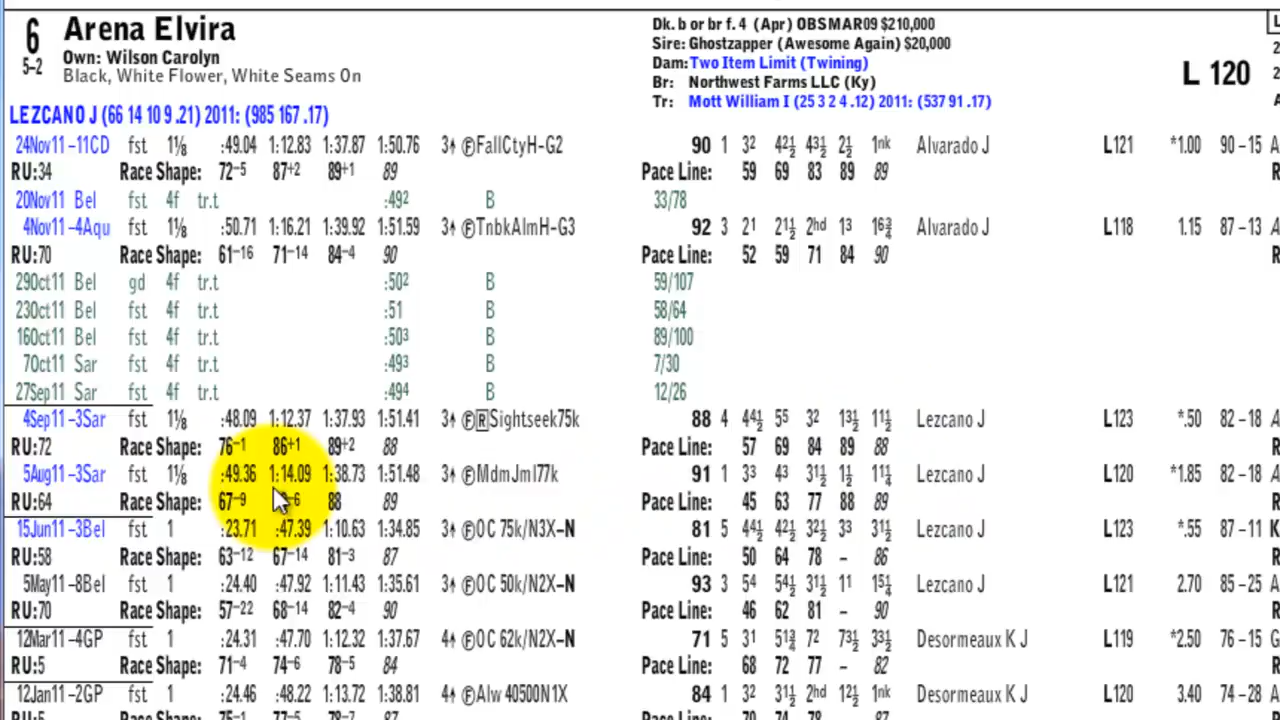 6 Arena Elvira Dk. b or br f. 4 (Apr) OBSMAR09 $210,000
5-2 Own: Wilson Carolyn Sire: Ghostzapper (Awesome Again) $20,000
Black, White Flower, White Seams On Dam: Two Item Limit (Twining)
Br: Northwest Farms LLC (Ky) L 120
LEZCANO J (66 14 10 9 .21) 2011: (985 167 .17) Tr: Mott William I (25 3 2 4 .12) 2011: (537 91 .17)
24Nov11-11CD fst 1⅛ :49.04 1:12.83 1:37.87 1:50.76 3↑ ⒻFallCtyH-G2 90 1 3² 4²½ 4³½ 2½ 1nk Alvarado J L121 *1.00 90-15
RU:34 Race Shape: 72-5 87+2 89+1 89 Pace Line: 59 69 83 89 89
20Nov11 Bel fst 4f tr.t :49² B 33/78
4Nov11-4Aqu fst 1⅛ :50.71 1:16.21 1:39.92 1:51.59 3↑ ⒻTnbkAlmH-G3 92 3 2¹ 2¹½ 2hd 1³ 1⁶¾ Alvarado J L118 1.15 87-13
RU:70 Race Shape: 61-16 71-14 84-4 90 Pace Line: 52 59 71 84 90
29Oct11 Bel gd 4f tr.t :50² B 59/107
23Oct11 Bel fst 4f tr.t :51 B 58/64
16Oct11 Bel fst 4f tr.t :50³ B 89/100
7Oct11 Sar fst 4f tr.t :49³ B 7/30
27Sep11 Sar fst 4f tr.t :49⁴ B 12/26
4Sep11-3Sar fst 1⅛ :48.09 1:12.37 1:37.93 1:51.41 3↑ ⒻⓇSightseek75k 88 4 4⁴½ 5⁵ 3² 1³½ 1¹½ Lezcano J L123 *.50 82-18
RU:72 Race Shape: 76-1 86+1 89+2 88 Pace Line: 57 69 84 89 88
5Aug11-3Sar fst 1⅛ :49.36 1:14.09 1:38.73 1:51.48 3↑ ⒻMdmJml77k 91 1 3³ 4³ 3¹½ 1½ 1¹¼ Lezcano J L120 *1.85 82-18
RU:64 Race Shape: 67-9 -6 88 89 Pace Line: 45 63 77 88 89
15Jun11-3Bel fst 1 :23.71 :47.39 1:10.63 1:34.85 3↑ ⒻOC 75k/N3X-N 81 5 4⁴½ 4²½ 3²½ 3³ 3¹½ Lezcano J L123 *.55 87-11
RU:58 Race Shape: 63-12 67-14 81-3 87 Pace Line: 50 64 78 - 86
5May11-8Bel fst 1 :24.40 :47.92 1:11.43 1:35.61 3↑ ⒻOC 50k/N2X-N 93 3 5⁴ 5⁴½ 3¹½ 1¹ 1⁵¼ Lezcano J L121 2.70 85-25
RU:70 Race Shape: 57-22 68-14 82-4 90 Pace Line: 46 62 81 - 90
12Mar11-4GP fst 1 :24.31 :47.70 1:12.32 1:37.67 4↑ ⒻOC 62k/N2X-N 71 5 3¹ 5¹¾ 7² 7³½ 3³½ Desormeaux K J L119 *2.50 76-15
RU:5 Race Shape: 71-4 74-6 78-5 84 Pace Line: 68 72 77 - 82
12Jan11-2GP fst 1 :24.46 :48.22 1:13.72 1:38.81 4↑ ⒻAlw 40500N1X 84 1 3² 3¹½ 2hd 1²½ 1nk Desormeaux K J L120 3.40 74-28